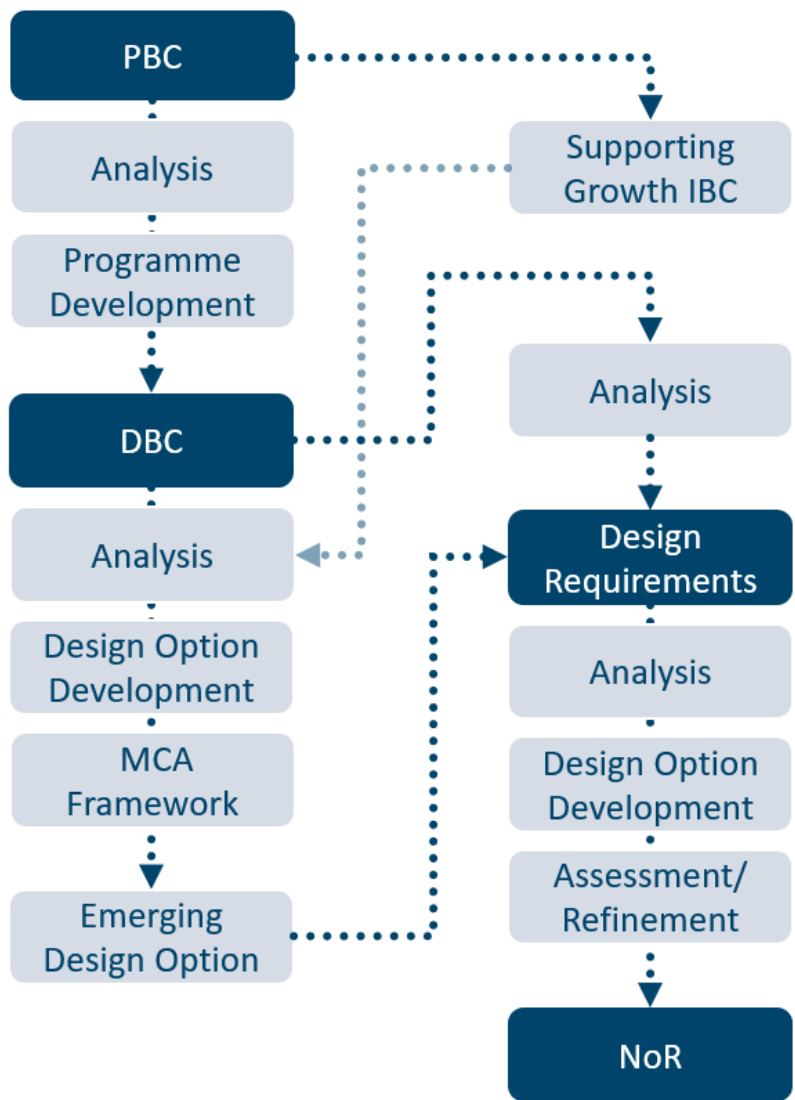 PBC
Analysis
Programme
Development
DBC
Analysis
Design Option
Development
MCA
Framework
Emerging
Design Option
Supporting
Growth IBC
Analysis
Design
Requirements
Analysis
Design Option
Development
Assessment/
Refinement
NoR